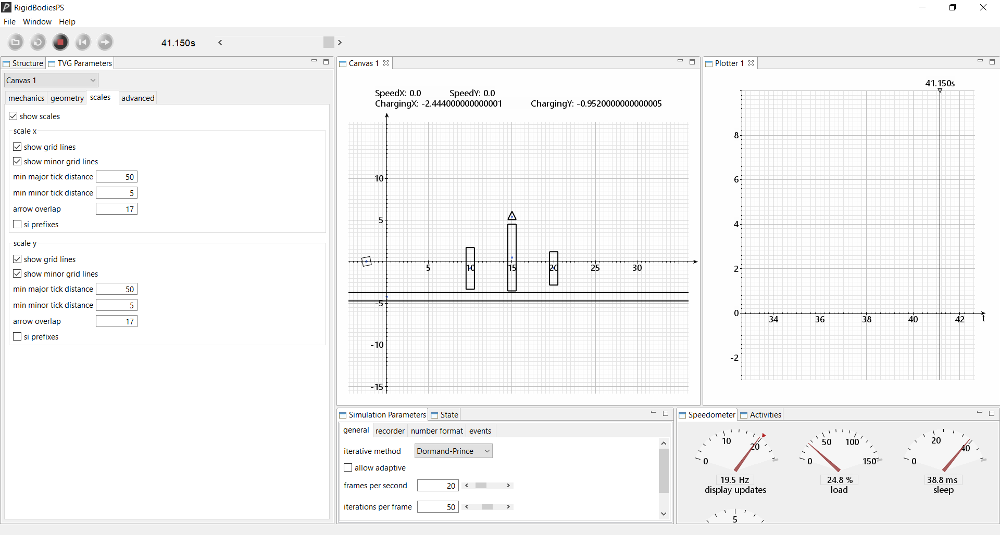 RigidBodiesPS
File Window Help
41.150s
Structure TVG Parameters
Canvas 1
mechanics geometry scales advanced
show scales
scale x
show grid lines
show minor grid lines
min major tick distance 50
min minor tick distance 5
arrow overlap 17
si prefixes
scale y
show grid lines
show minor grid lines
min major tick distance 50
min minor tick distance 5
arrow overlap 17
si prefixes
Canvas 1
SpeedX: 0.0 SpeedY: 0.0
ChargingX: -2.444000000000001 ChargingY: -0.9520000000000005
10
5
5 10 15 20 25 30
-5
-10
-15
Plotter 1
41.150s
8
6
4
2
0
34 36 38 40 42 t
-2
Simulation Parameters State
general recorder number format events
iterative method Dormand-Prince
allow adaptive
frames per second 20
iterations per frame 50
Speedometer Activities
0 10 20
19.5 Hz
display updates
0 50 100 150
24.8 %
load
0 20 40
38.8 ms
sleep
5